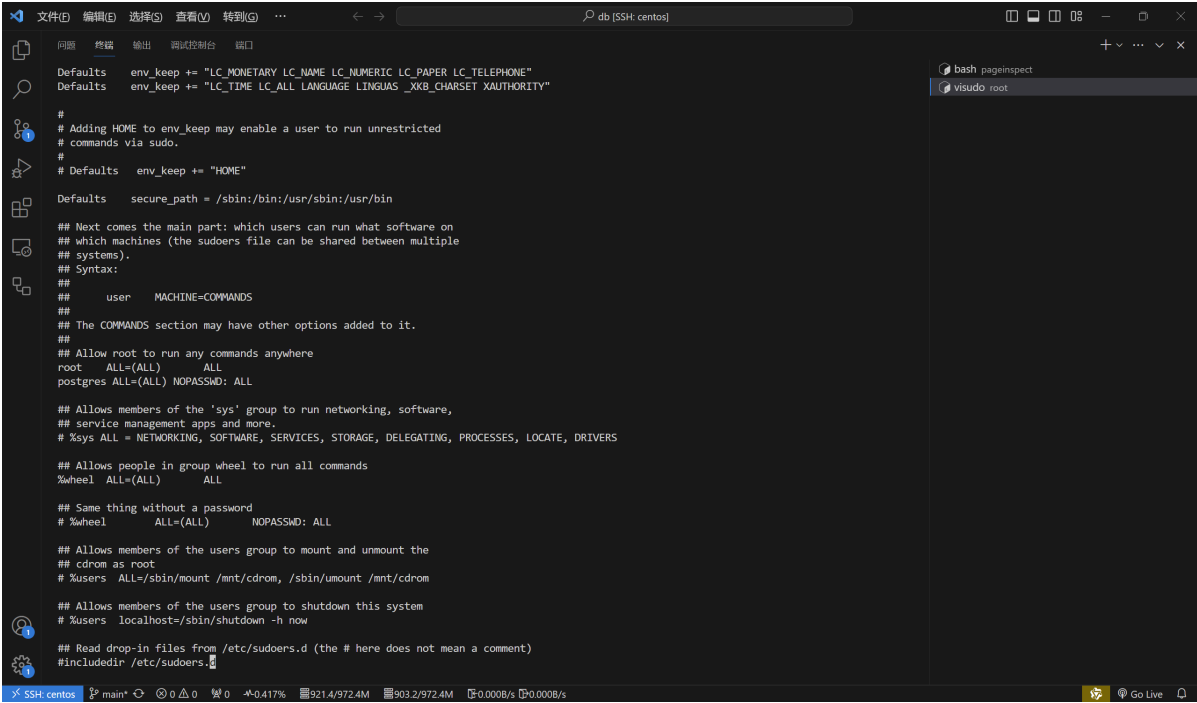 文件(F) 编辑(E) 选择(S) 查看(V) 转到(G) ··· db [SSH: centos]
问题 终端 输出 调试控制台 端口
bash pageinspect
visudo root
Defaults    env_keep += "LC_MONETARY LC_NAME LC_NUMERIC LC_PAPER LC_TELEPHONE"
Defaults    env_keep += "LC_TIME LC_ALL LANGUAGE LINGUAS _XKB_CHARSET XAUTHORITY"
#
# Adding HOME to env_keep may enable a user to run unrestricted
# commands via sudo.
#
# Defaults   env_keep += "HOME"
Defaults    secure_path = /sbin:/bin:/usr/sbin:/usr/bin
## Next comes the main part: which users can run what software on
## which machines (the sudoers file can be shared between multiple
## systems).
## Syntax:
##
##      user    MACHINE=COMMANDS
##
## The COMMANDS section may have other options added to it.
##
## Allow root to run any commands anywhere
root    ALL=(ALL)       ALL
postgres ALL=(ALL) NOPASSWD: ALL
## Allows members of the 'sys' group to run networking, software,
## service management apps and more.
# %sys ALL = NETWORKING, SOFTWARE, SERVICES, STORAGE, DELEGATING, PROCESSES, LOCATE, DRIVERS
## Allows people in group wheel to run all commands
%wheel  ALL=(ALL)       ALL
## Same thing without a password
# %wheel        ALL=(ALL)       NOPASSWD: ALL
## Allows members of the users group to mount and unmount the
## cdrom as root
# %users  ALL=/sbin/mount /mnt/cdrom, /sbin/umount /mnt/cdrom
## Allows members of the users group to shutdown this system
# %users  localhost=/sbin/shutdown -h now
## Read drop-in files from /etc/sudoers.d (the # here does not mean a comment)
#includedir /etc/sudoers.d
1
1
1
SSH: centos main* 0 0 0 0.417% 921.4/972.4M 903.2/972.4M 0.000B/s 0.000B/s Go Live